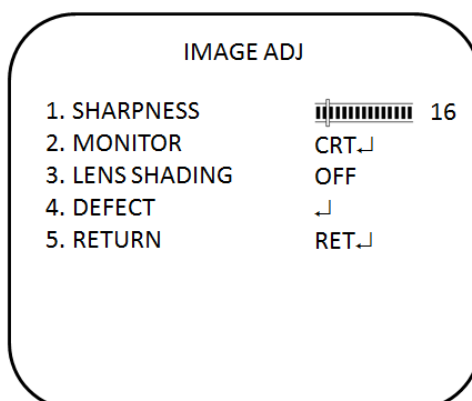 IMAGE ADJ
1. SHARPNESS 16
2. MONITOR CRT↵
3. LENS SHADING OFF
4. DEFECT ↵
5. RETURN RET↵